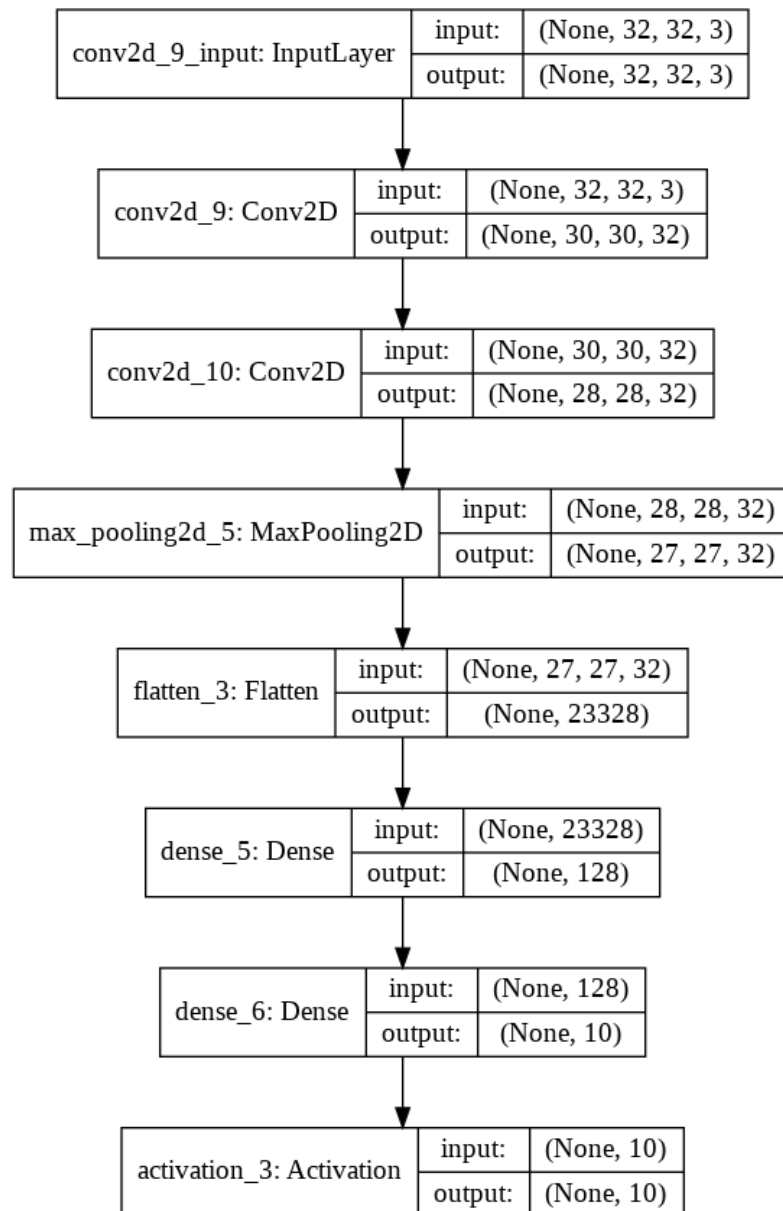 conv2d_9_input: InputLayer
input: (None, 32, 32, 3)
output: (None, 32, 32, 3)
conv2d_9: Conv2D
input: (None, 32, 32, 3)
output: (None, 30, 30, 32)
conv2d_10: Conv2D
input: (None, 30, 30, 32)
output: (None, 28, 28, 32)
max_pooling2d_5: MaxPooling2D
input: (None, 28, 28, 32)
output: (None, 27, 27, 32)
flatten_3: Flatten
input: (None, 27, 27, 32)
output: (None, 23328)
dense_5: Dense
input: (None, 23328)
output: (None, 128)
dense_6: Dense
input: (None, 128)
output: (None, 10)
activation_3: Activation
input: (None, 10)
output: (None, 10)